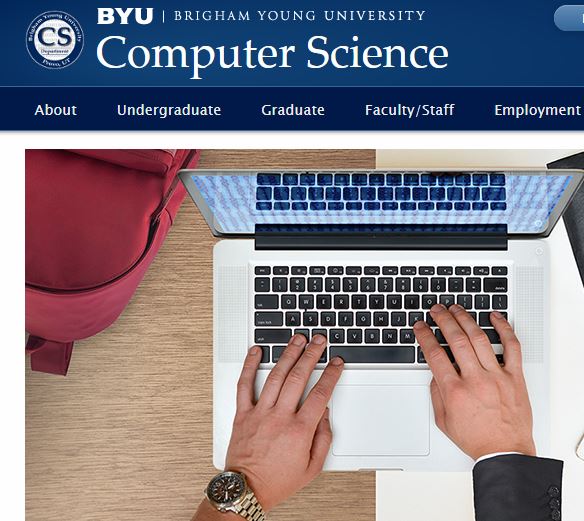 BYU | BRIGHAM YOUNG UNIVERSITY
Brigham Young University
CS
Department
Provo, UT
Computer Science
About Undergraduate Graduate Faculty/Staff Employment
Q W E R T Y U
A S D F G H J K